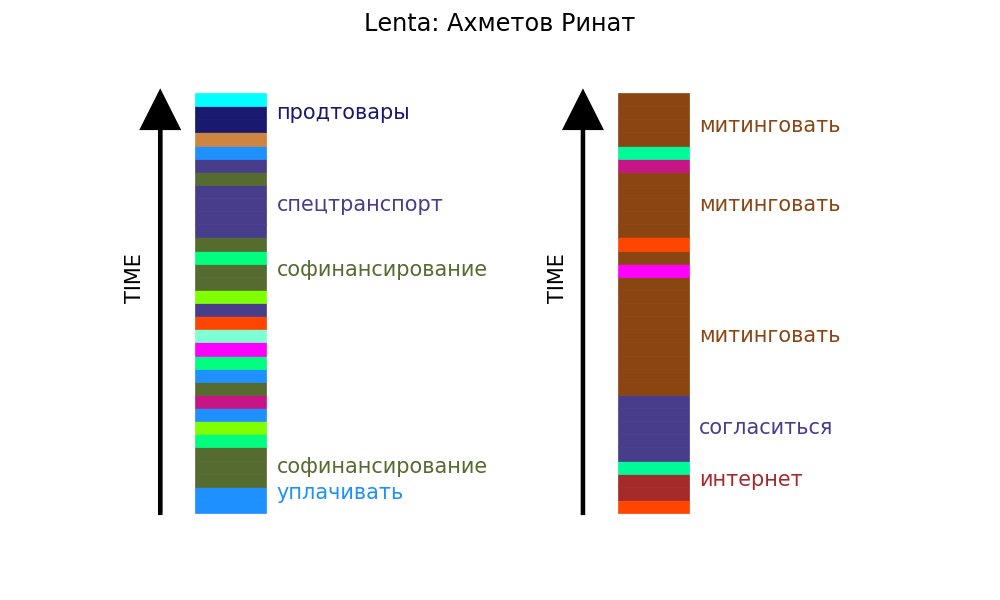 Lenta: Ахметов Ринат
TIME
продтовары
спецтранспорт
софинансирование
софинансирование
уплачивать
TIME
митинговать
митинговать
митинговать
согласиться
интернет